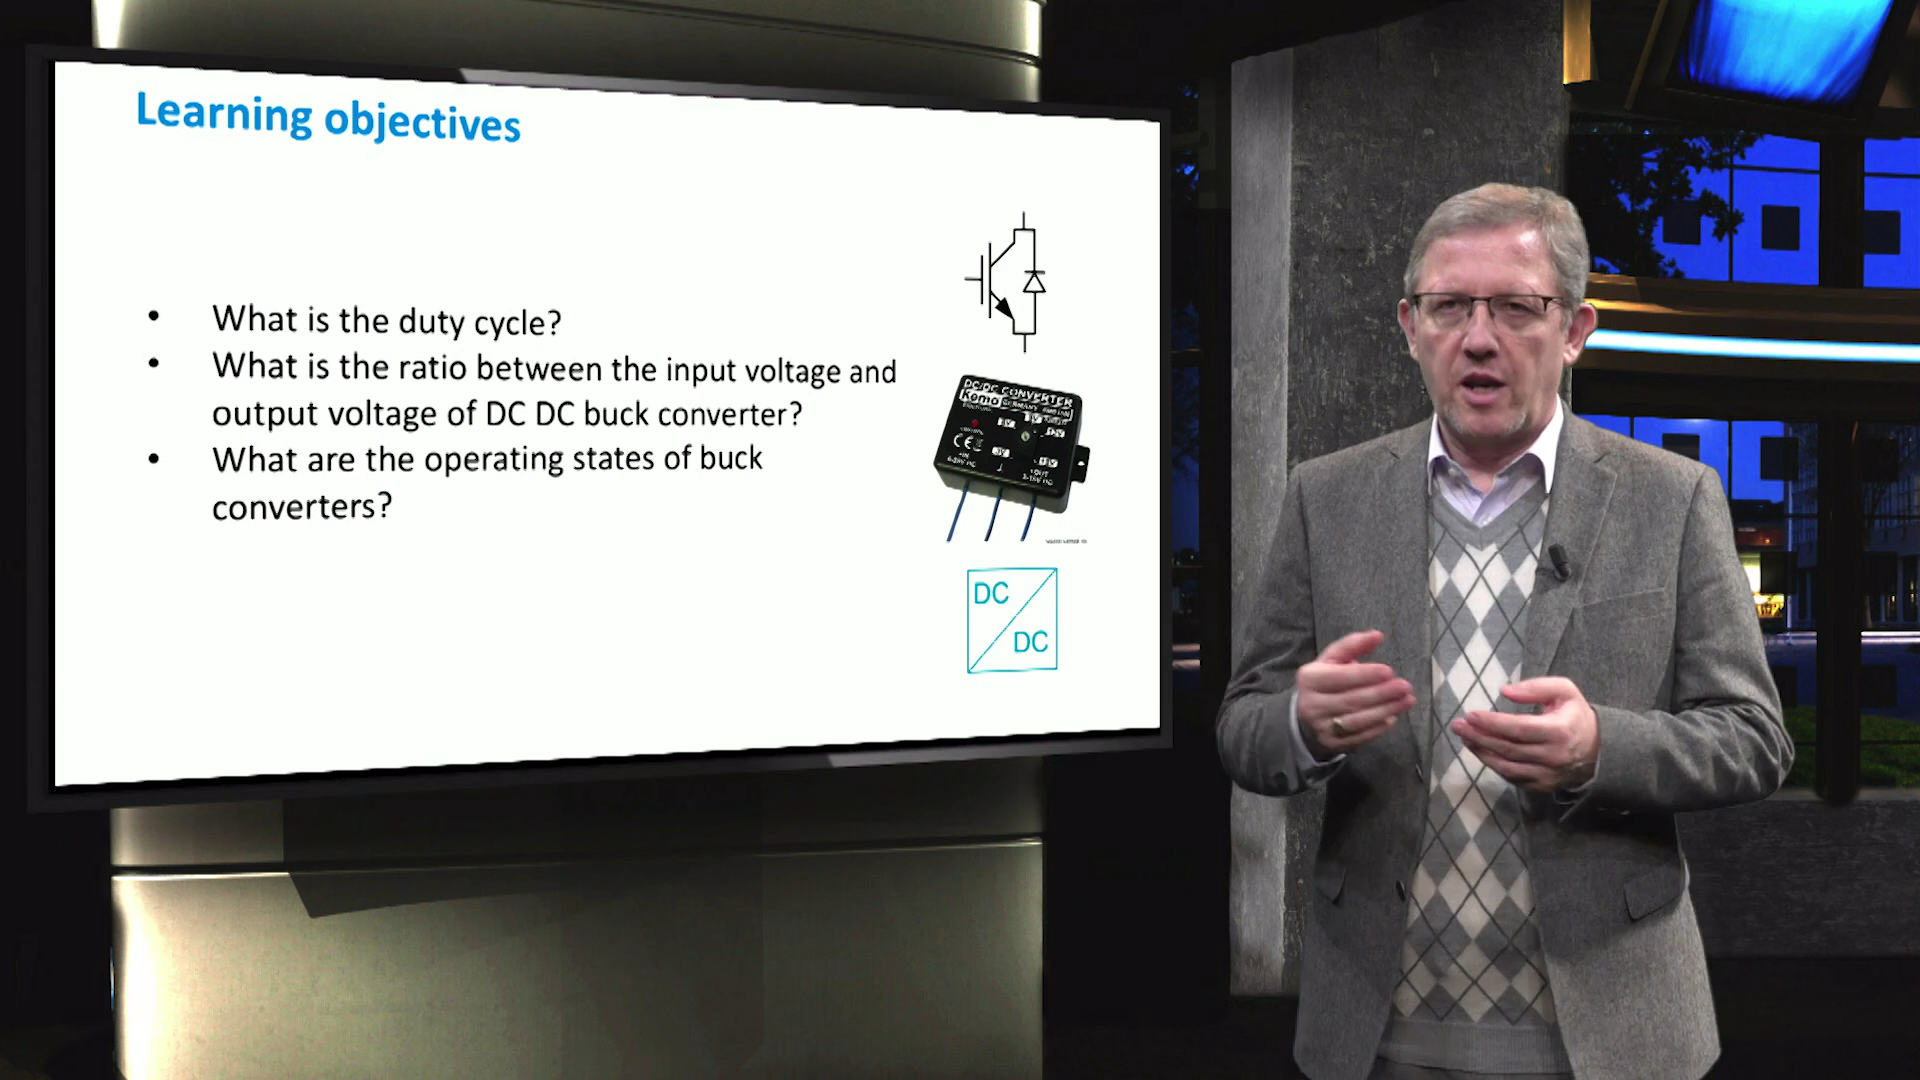 Learning objectives
• What is the duty cycle?
• What is the ratio between the input voltage and
output voltage of DC DC buck converter?
• What are the operating states of buck
converters?
DC/DC CONVERTER
Kemo
GERMANY
DC
DC